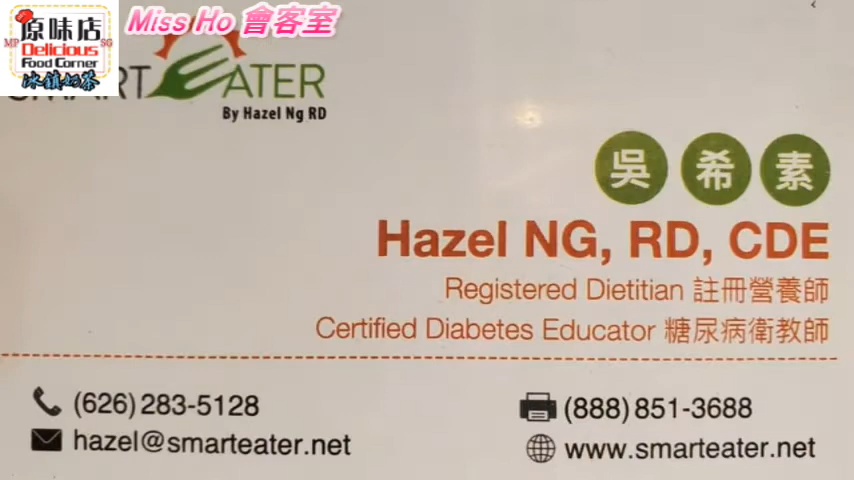 原味店
MP
SG
Delicious
Food Corner
冰鎮奶茶
Miss Ho 會客室
SMART EATER
By Hazel Ng RD
吳希素
Hazel NG, RD, CDE
Registered Dietitian 註冊營養師
Certified Diabetes Educator 糖尿病衛教師
(626) 283-5128
(888) 851-3688
hazel@smarteater.net
www.smarteater.net